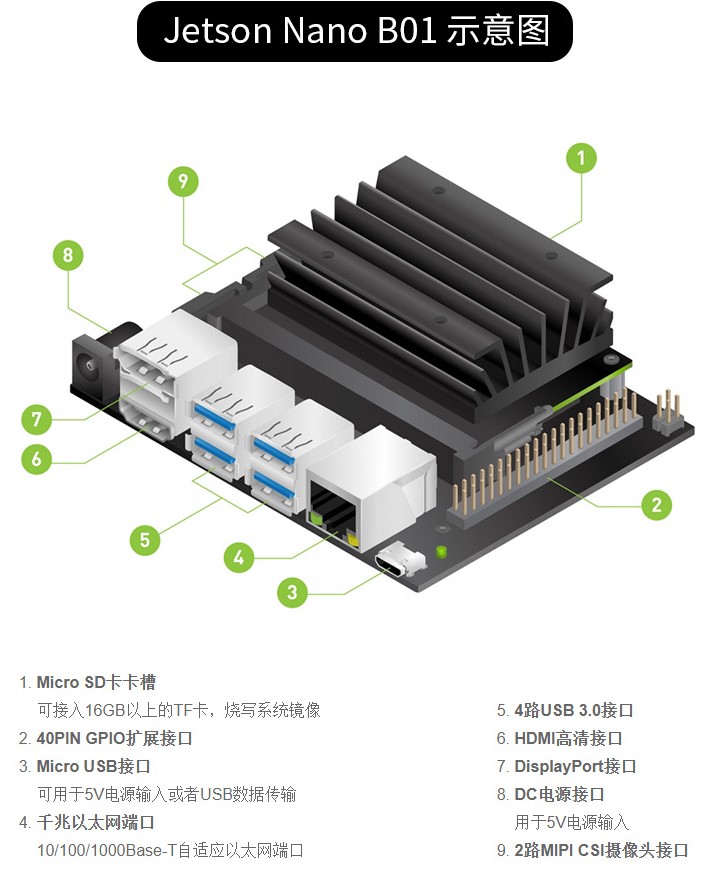 Jetson Nano B01 示意图
1
9
8
7
6
2
5
4
3
1. Micro SD卡卡槽
可接入16GB以上的TF卡，烧写系统镜像
2. 40PIN GPIO扩展接口
3. Micro USB接口
可用于5V电源输入或者USB数据传输
4. 千兆以太网端口
10/100/1000Base-T自适应以太网端口
5. 4路USB 3.0接口
6. HDMI高清接口
7. DisplayPort接口
8. DC电源接口
用于5V电源输入
9. 2路MIPI CSI摄像头接口